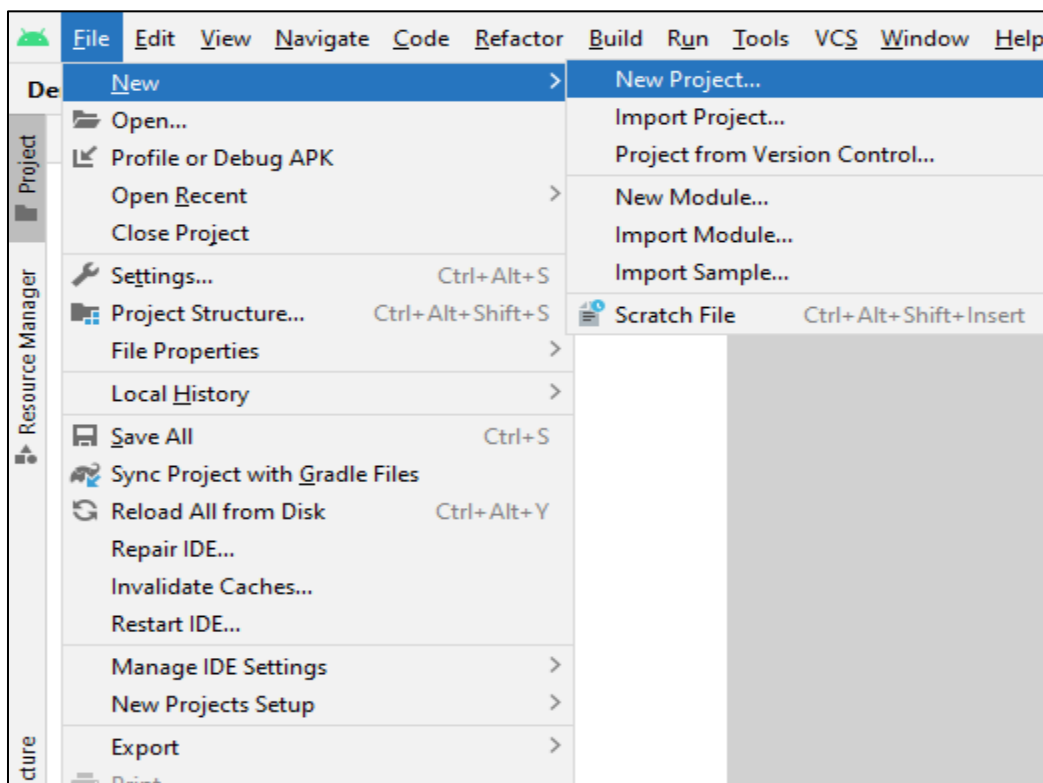 File Edit View Navigate Code Refactor Build Run Tools VCS Window Help
De
Project
Resource Manager
cture
New
Open...
Profile or Debug APK
Open Recent
Close Project
Settings... Ctrl+Alt+S
Project Structure... Ctrl+Alt+Shift+S
File Properties
Local History
Save All Ctrl+S
Sync Project with Gradle Files
Reload All from Disk Ctrl+Alt+Y
Repair IDE...
Invalidate Caches...
Restart IDE...
Manage IDE Settings
New Projects Setup
Export
Print
New Project...
Import Project...
Project from Version Control...
New Module...
Import Module...
Import Sample...
Scratch File Ctrl+Alt+Shift+Insert